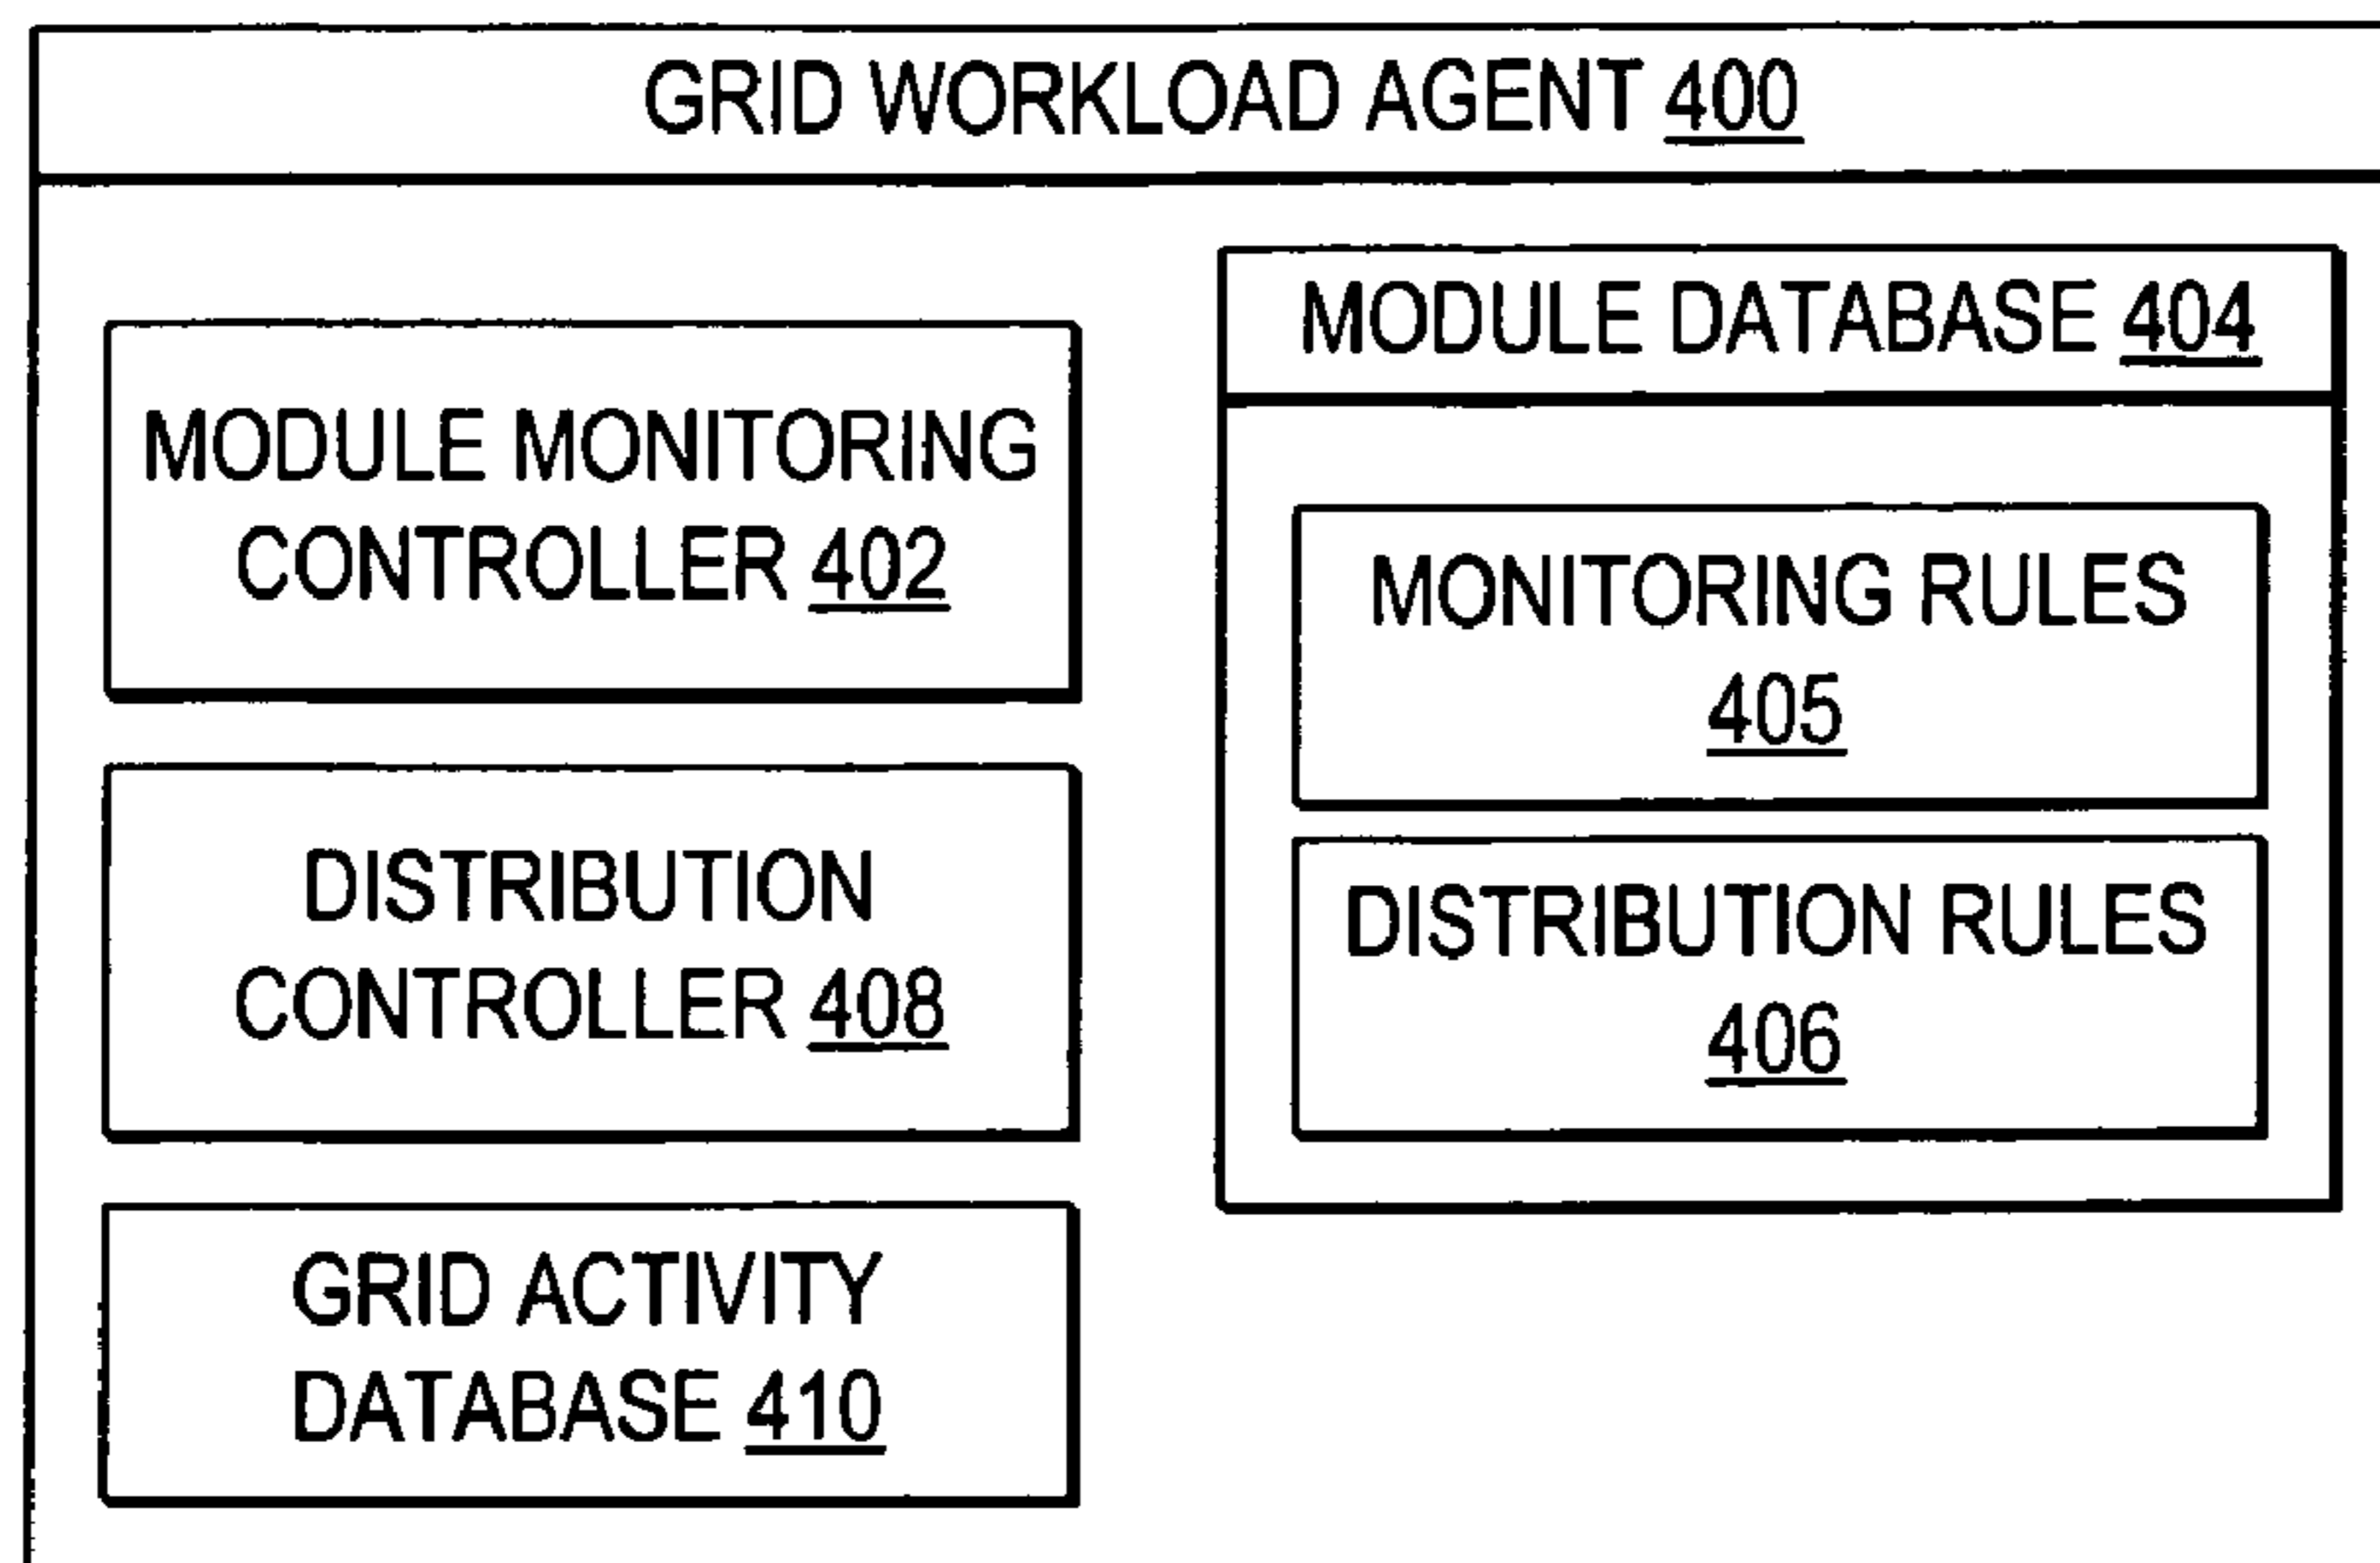 GRID WORKLOAD AGENT 400
MODULE MONITORING
CONTROLLER 402
DISTRIBUTION
CONTROLLER 408
GRID ACTIVITY
DATABASE 410
MODULE DATABASE 404
MONITORING RULES
405
DISTRIBUTION RULES
406